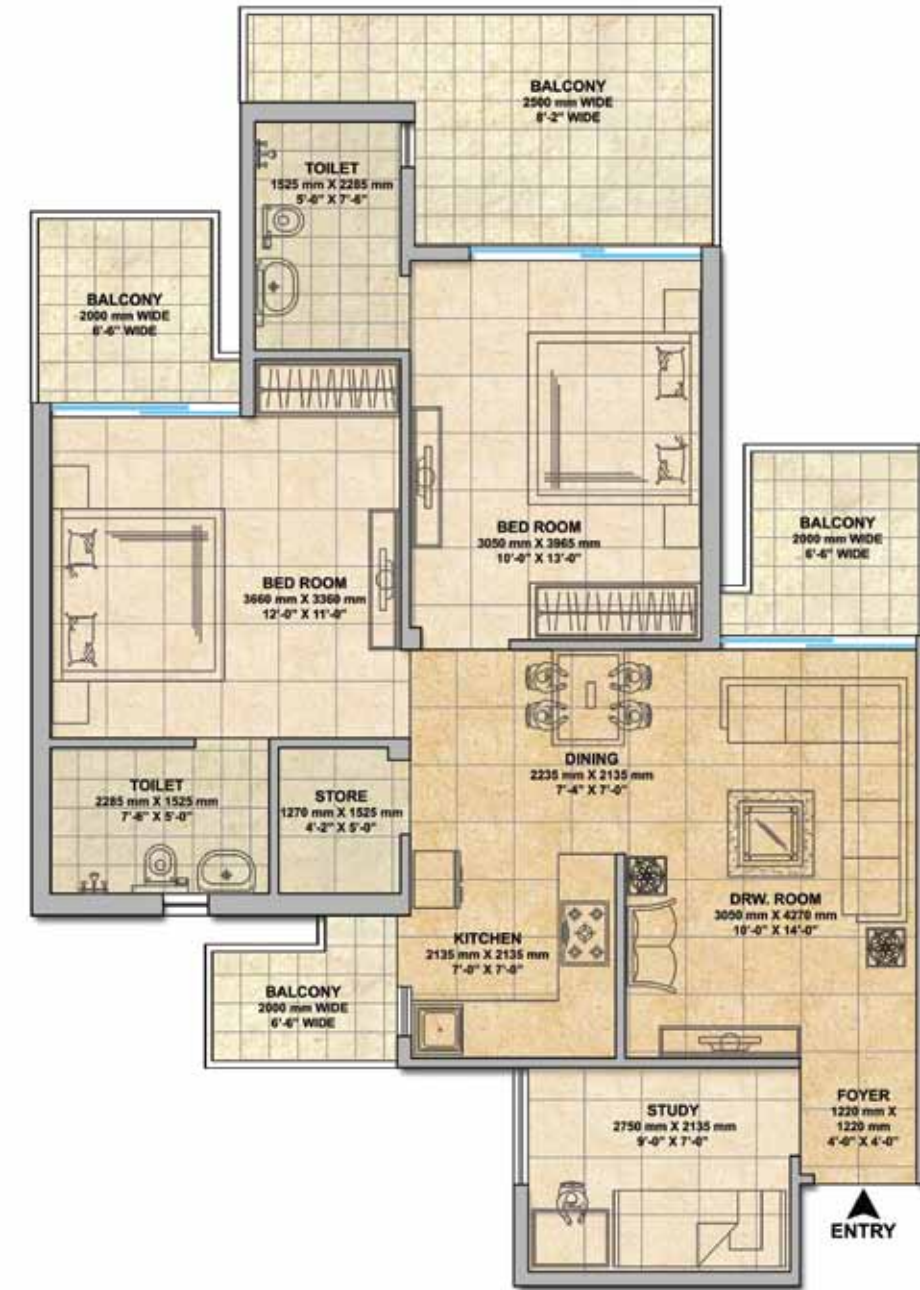 BALCONY
2500 mm WIDE
8'-2" WIDE
TOILET
1525 mm X 2285 mm
5'-0" X 7'-6"
BALCONY
2000 mm WIDE
6'-6" WIDE
BED ROOM
3050 mm X 3965 mm
10'-0" X 13'-0"
BALCONY
2000 mm WIDE
6'-6" WIDE
BED ROOM
3660 mm X 3360 mm
12'-0" X 11'-0"
DINING
2235 mm X 2135 mm
7'-4" X 7'-0"
TOILET
2285 mm X 1525 mm
7'-6" X 5'-0"
STORE
1270 mm X 1525 mm
4'-2" X 5'-0"
DRW. ROOM
3050 mm X 4270 mm
10'-0" X 14'-0"
KITCHEN
2135 mm X 2135 mm
7'-0" X 7'-0"
BALCONY
2000 mm WIDE
6'-6" WIDE
STUDY
2750 mm X 2135 mm
9'-0" X 7'-0"
FOYER
1220 mm X
1220 mm
4'-0" X 4'-0"
ENTRY